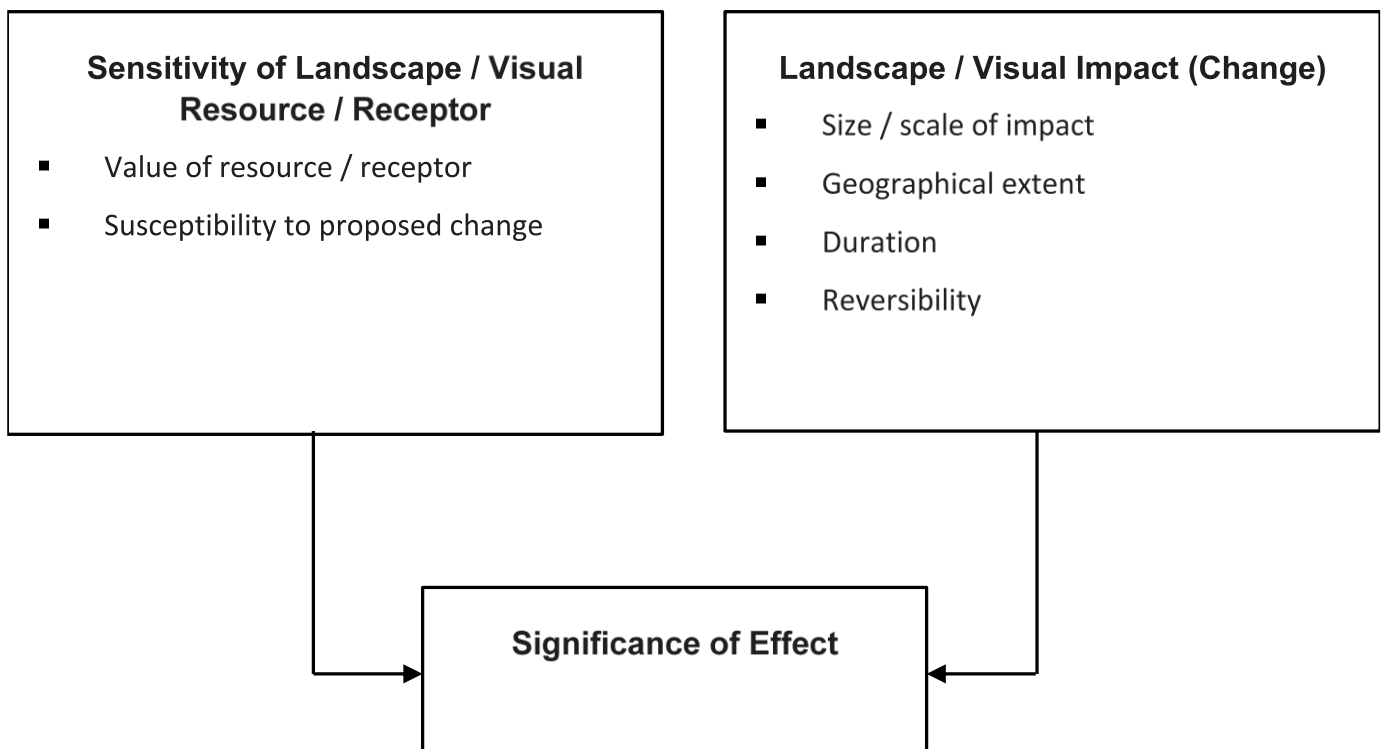 Sensitivity of Landscape / Visual
Resource / Receptor
▪ Value of resource / receptor
▪ Susceptibility to proposed change
Landscape / Visual Impact (Change)
▪ Size / scale of impact
▪ Geographical extent
▪ Duration
▪ Reversibility
Significance of Effect